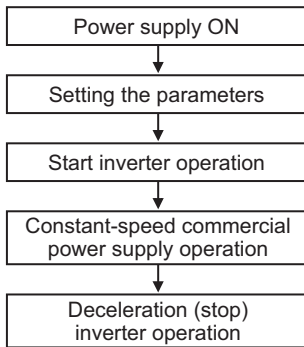 Power supply ON
Setting the parameters
Start inverter operation
Constant-speed commercial
power supply operation
Deceleration (stop)
inverter operation